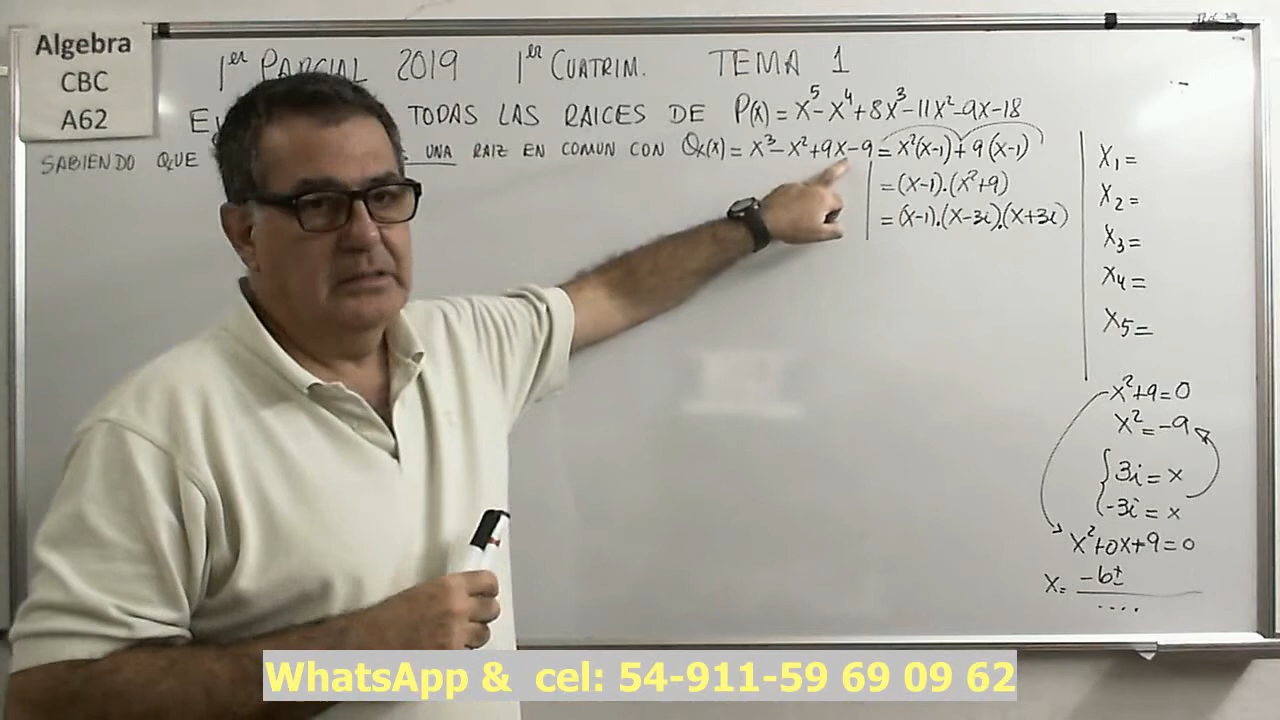 Algebra
CBC
A62
1er PARCIAL 2019 1er CUATRIM. TEMA 1
TODAS LAS RAICES DE P(x) = x⁵-x⁴+8x³-11x²-9x-18
SABIENDO QUE UNA RAIZ EN COMUN CON Q(x) = x³-x²+9x-9 = x²(x-1)+9(x-1)
= (x-1).(x²+9)
= (x-1).(x-3i).(x+3i)
x₁=
x₂=
x₃=
x₄=
x₅=
x²+9=0
x²=-9
3i = x
-3i = x
x²+0x+9=0
x= -b±
....
WhatsApp & cel: 54-911-59 69 09 62